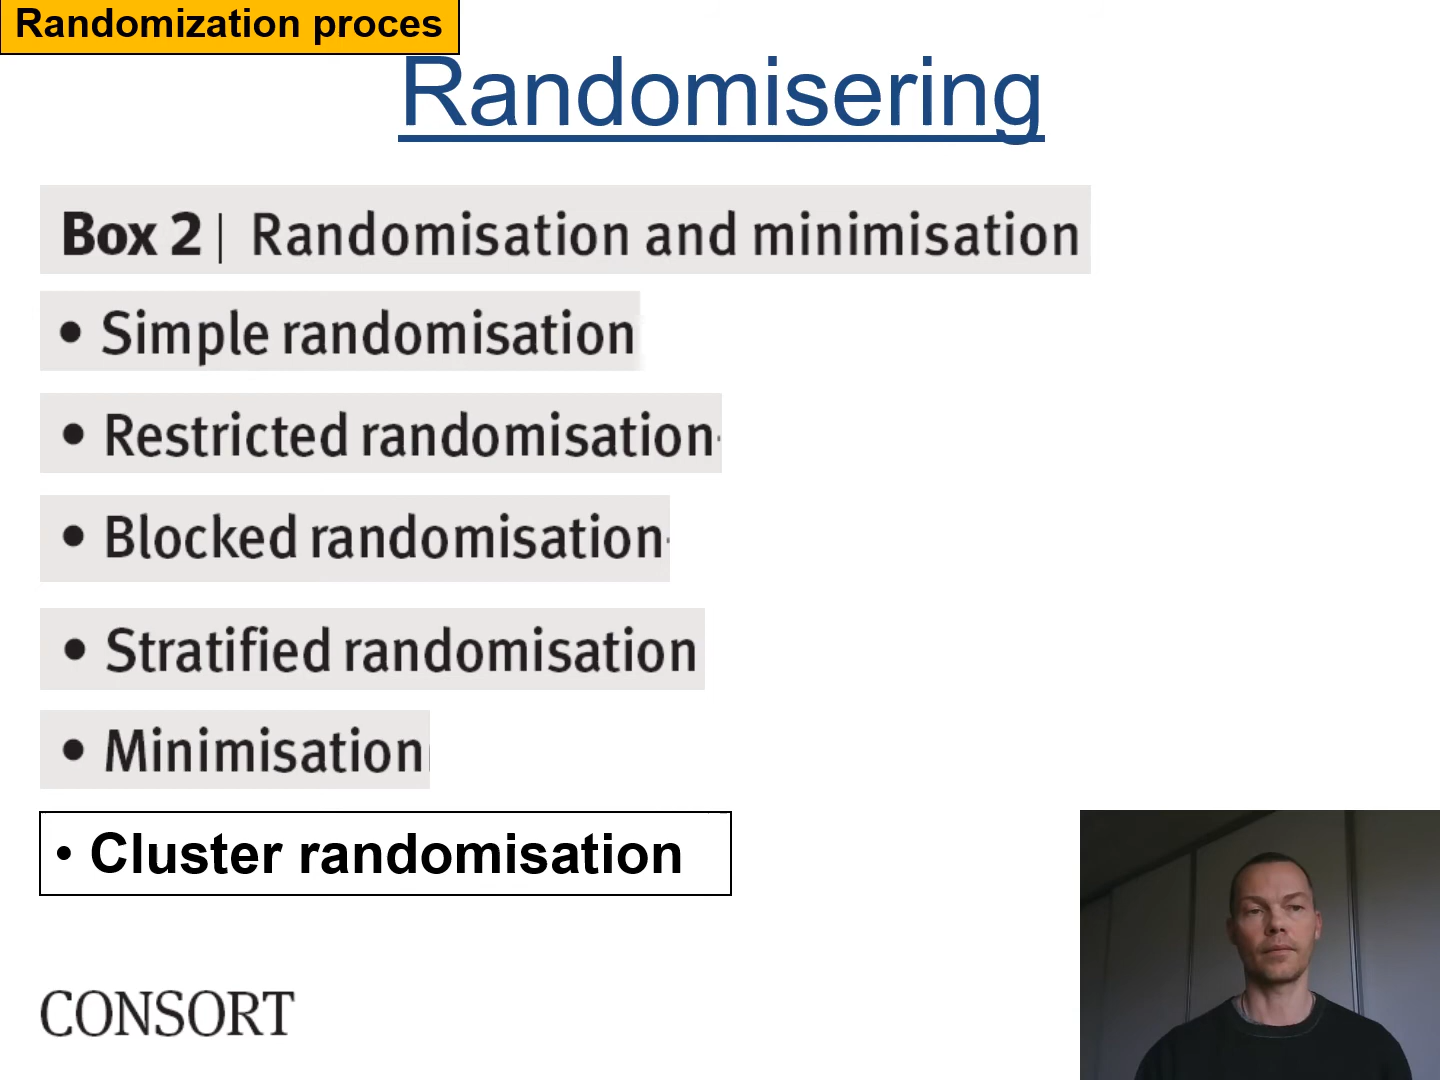 Randomization proces
Randomisering
Box 2 | Randomisation and minimisation
• Simple randomisation
• Restricted randomisation
• Blocked randomisation
• Stratified randomisation
• Minimisation
• Cluster randomisation
CONSORT